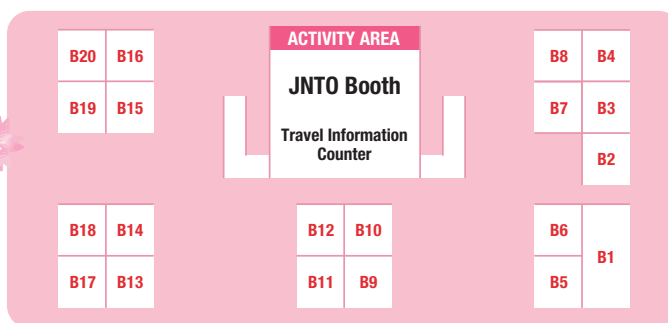 ACTIVITY AREA
JNTO Booth
Travel Information
Counter
B20 B16
B19 B15
B8 B4
B7 B3
B2
B18 B14
B17 B13
B12 B10
B11 B9
B6
B1
B5